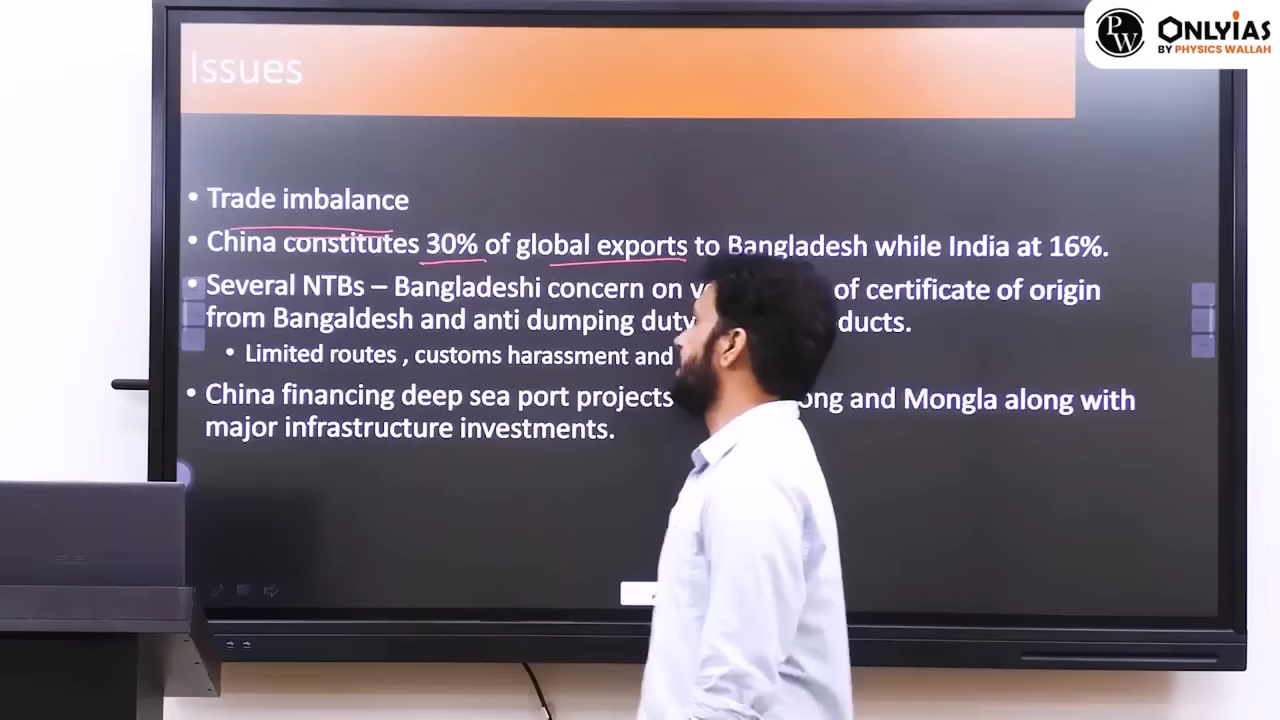 PW ONLYIAS
BY PHYSICS WALLAH
Issues
• Trade imbalance
• China constitutes 30% of global exports to Bangladesh while India at 16%.
• Several NTBs – Bangladeshi concern on of certificate of origin
from Bangaldesh and anti dumping duty
• Limited routes , customs harassment and
• China financing deep sea port projects and Mongla along with
major infrastructure investments.